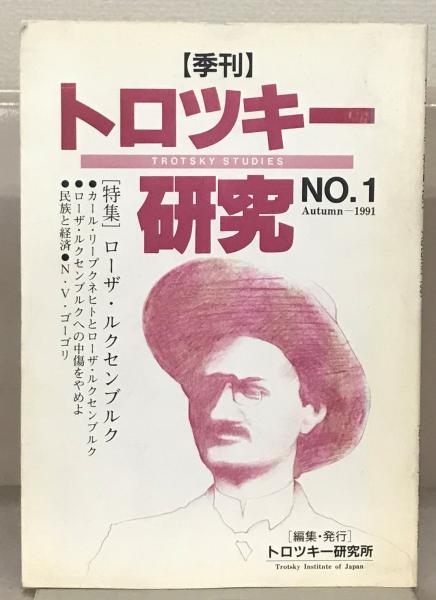 【季刊】
トロツキー
TROTSKY STUDIES
研究
NO.1
Autumn—1991
［特集］ローザ・ルクセンブルク
●カール・リープクネヒトとローザ・ルクセンブルク
●ローザ・ルクセンブルクへの中傷をやめよ
●民族と経済●N・V・ゴーゴリ
［編集・発行］
トロツキー研究所
Trotsky Institute of Japan